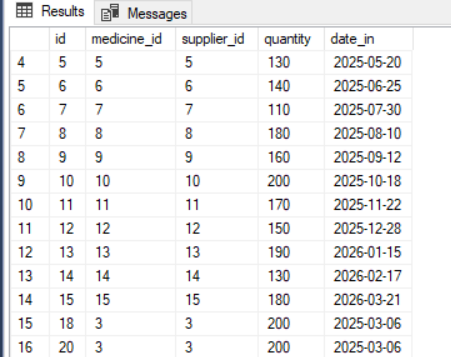 Results Messages
id medicine_id supplier_id quantity date_in
4 5 5 5 130 2025-05-20
5 6 6 6 140 2025-06-25
6 7 7 7 110 2025-07-30
7 8 8 8 180 2025-08-10
8 9 9 9 160 2025-09-12
9 10 10 10 200 2025-10-18
10 11 11 11 170 2025-11-22
11 12 12 12 150 2025-12-28
12 13 13 13 190 2026-01-15
13 14 14 14 130 2026-02-17
14 15 15 15 180 2026-03-21
15 18 3 3 200 2025-03-06
16 20 3 3 200 2025-03-06